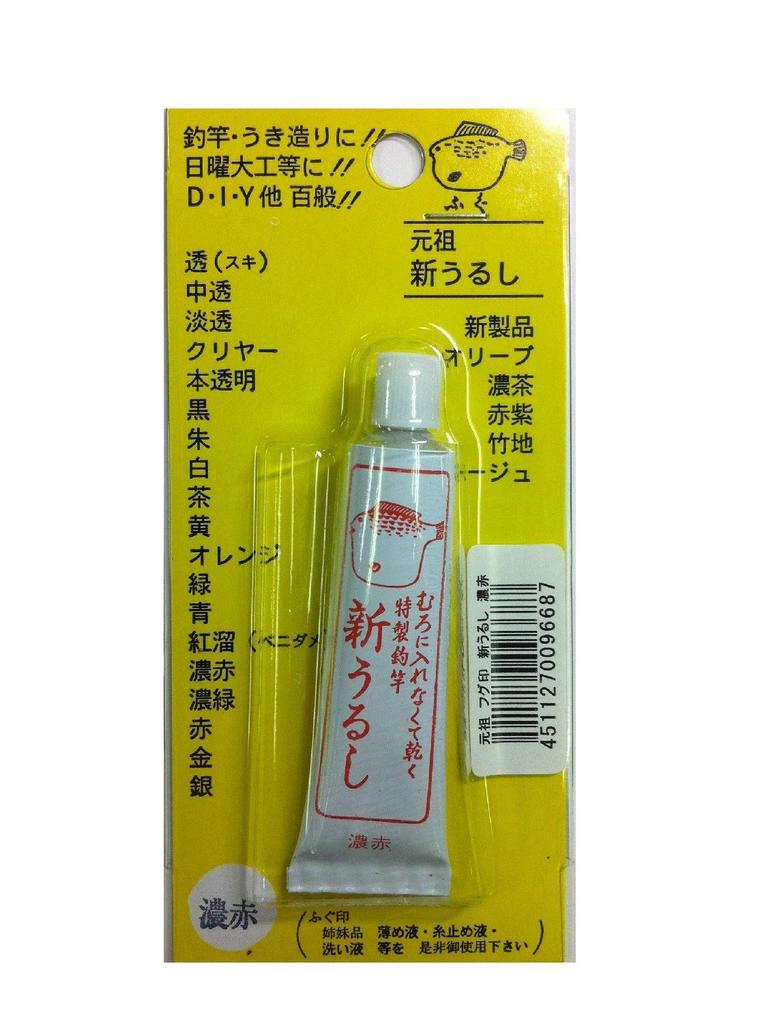 釣竿・うき造りに!!
日曜大工等に!!
D・I・Y他 百般!!
ふぐ
元祖
新うるし
透(スキ)
中透
淡透
クリヤー
本透明
黒
朱
白
茶
黄
オレンジ
緑
青
紅溜(ベニダメ
濃赤
濃緑
赤
金
銀
新製品
オリーブ
濃茶
赤紫
竹地
ージュ
むろに入れなくて乾く
特製釣竿
新うるし
濃赤
元祖 フグ印 新うるし 濃赤
4511270096687
濃赤
(ふぐ印
姉妹品 薄め液・糸止め液・
洗い液 等を 是非御使用下さい)